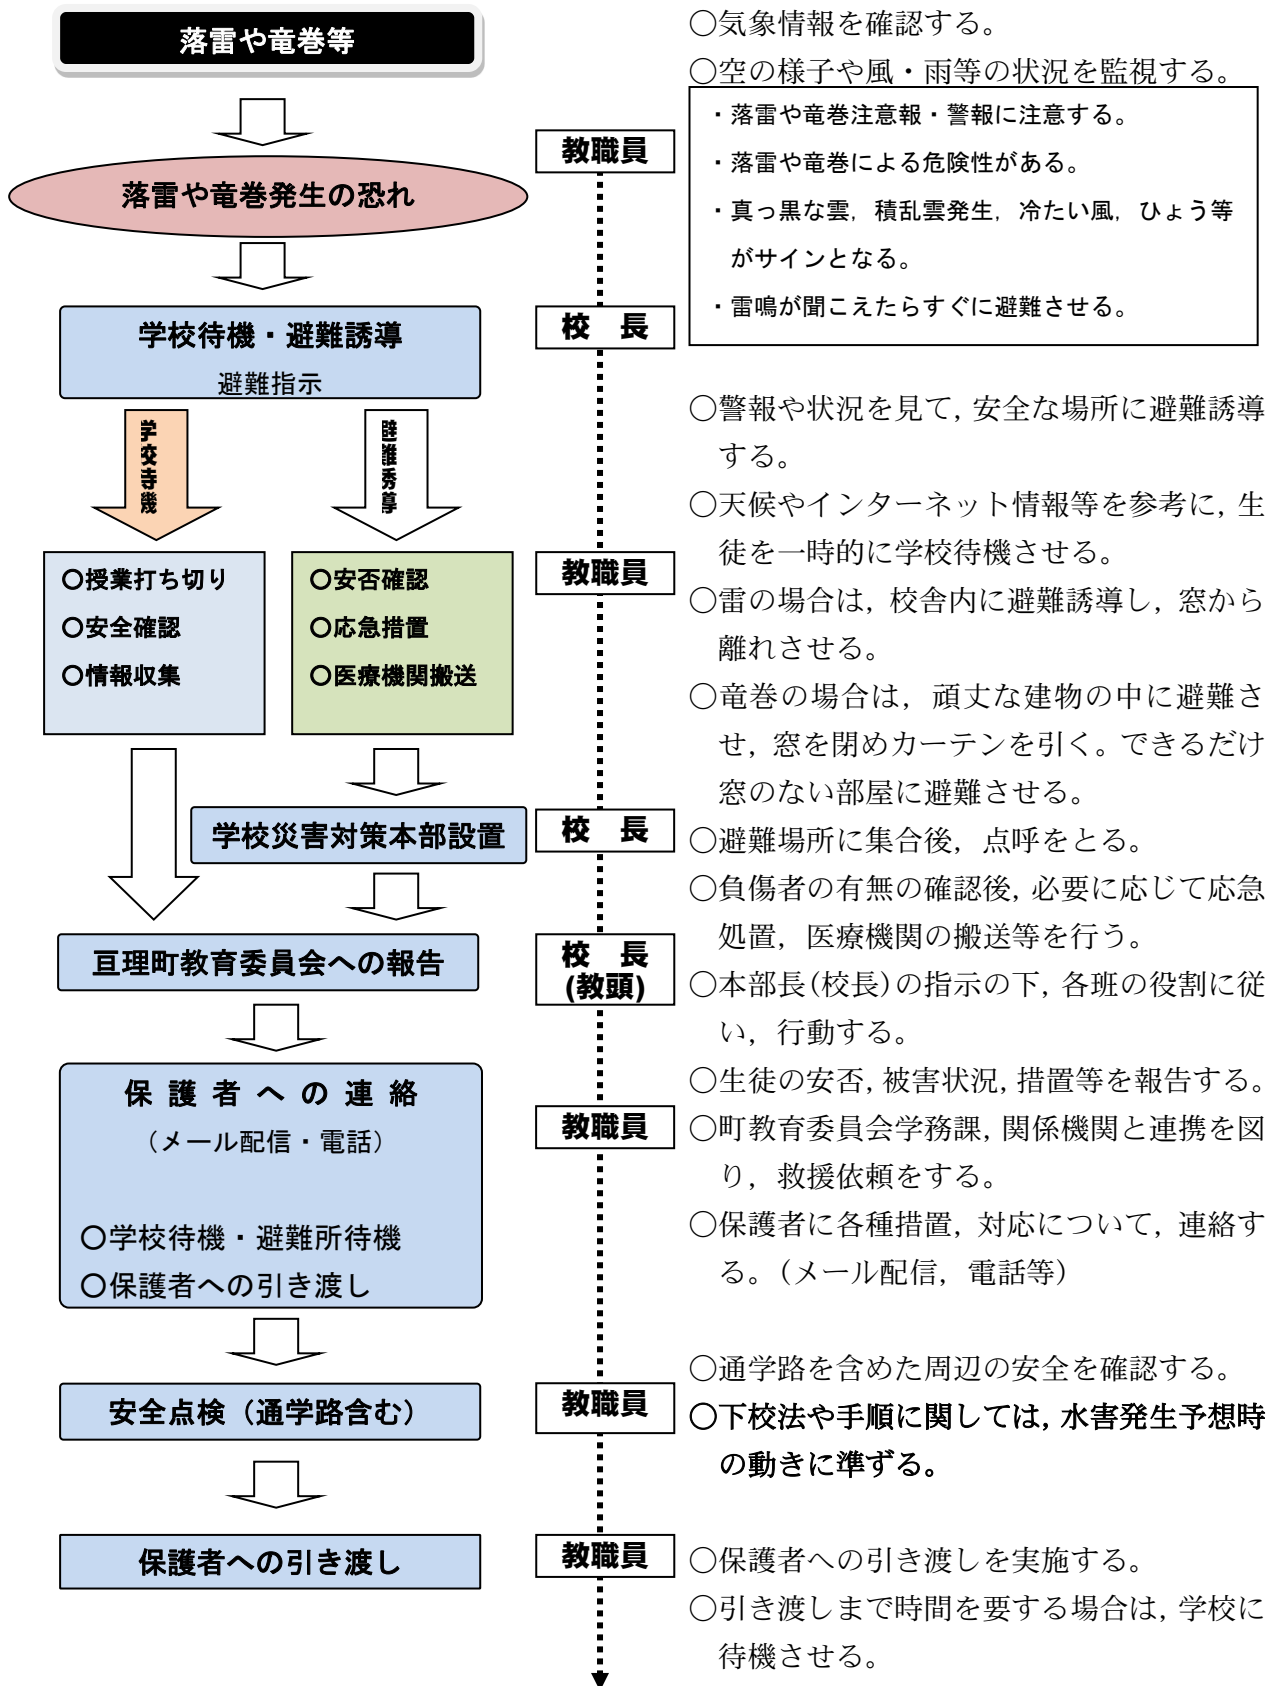 落雷や竜巻等
落雷や竜巻発生の恐れ
学校待機・避難誘導
避難指示
学校待機
避難誘導
〇授業打ち切り
〇安全確認
〇情報収集
〇安否確認
〇応急措置
〇医療機関搬送
学校災害対策本部設置
亘理町教育委員会への報告
保護者への連絡
（メール配信・電話）
〇学校待機・避難所待機
〇保護者への引き渡し
安全点検（通学路含む）
保護者への引き渡し
教職員
校　長
教職員
校　長
校　長
(教頭)
教職員
教職員
教職員
〇気象情報を確認する。
〇空の様子や風・雨等の状況を監視する。
・落雷や竜巻注意報・警報に注意する。
・落雷や竜巻による危険性がある。
・真っ黒な雲，積乱雲発生，冷たい風，ひょう等
がサインとなる。
・雷鳴が聞こえたらすぐに避難させる。
〇警報や状況を見て，安全な場所に避難誘導
する。
〇天候やインターネット情報等を参考に，生
徒を一時的に学校待機させる。
〇雷の場合は，校舎内に避難誘導し，窓から
離れさせる。
〇竜巻の場合は，頑丈な建物の中に避難さ
せ，窓を閉めカーテンを引く。できるだけ
窓のない部屋に避難させる。
〇避難場所に集合後，点呼をとる。
〇負傷者の有無の確認後，必要に応じて応急
処置，医療機関の搬送等を行う。
〇本部長(校長)の指示の下，各班の役割に従
い，行動する。
〇生徒の安否，被害状況，措置等を報告する。
〇町教育委員会学務課，関係機関と連携を図
り，救援依頼をする。
〇保護者に各種措置，対応について，連絡す
る。（メール配信，電話等）
〇通学路を含めた周辺の安全を確認する。
〇下校法や手順に関しては，水害発生予想時
の動きに準ずる。
〇保護者への引き渡しを実施する。
〇引き渡しまで時間を要する場合は，学校に
待機させる。